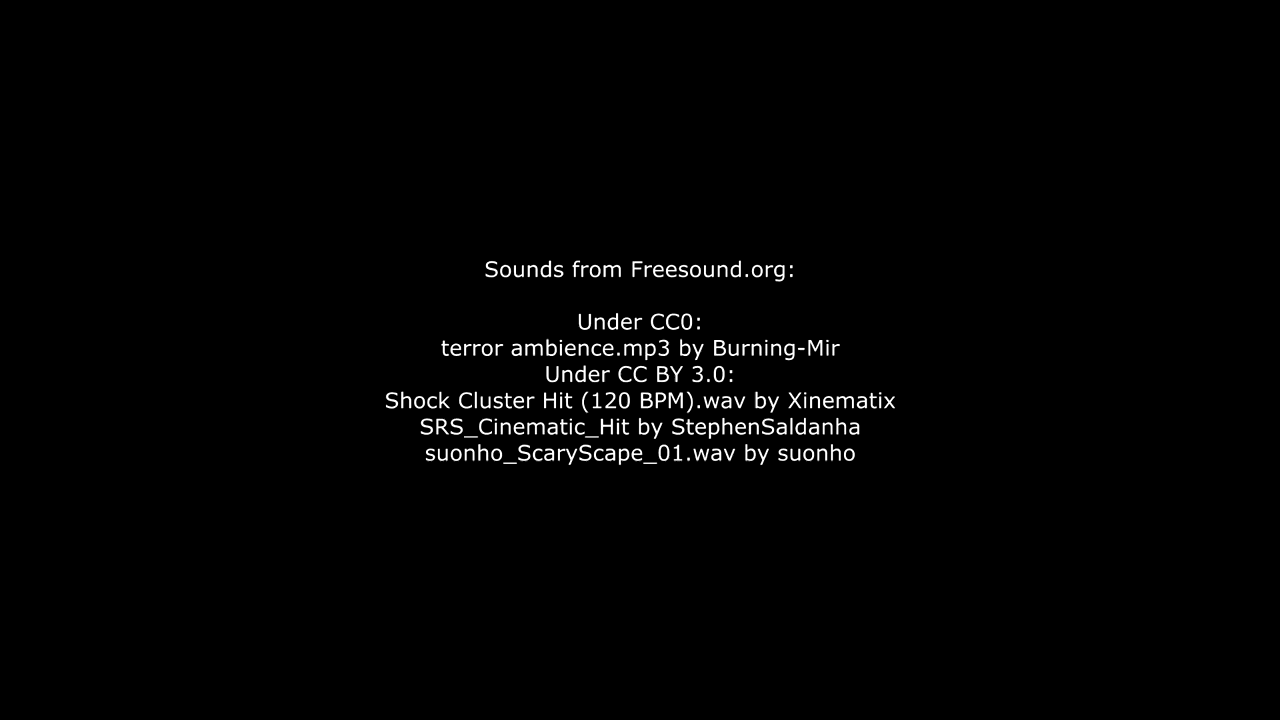 Sounds from Freesound.org:
Under CC0:
terror ambience.mp3 by Burning-Mir
Under CC BY 3.0:
Shock Cluster Hit (120 BPM).wav by Xinematix
SRS_Cinematic_Hit by StephenSaldanha
suonho_ScaryScape_01.wav by suonho